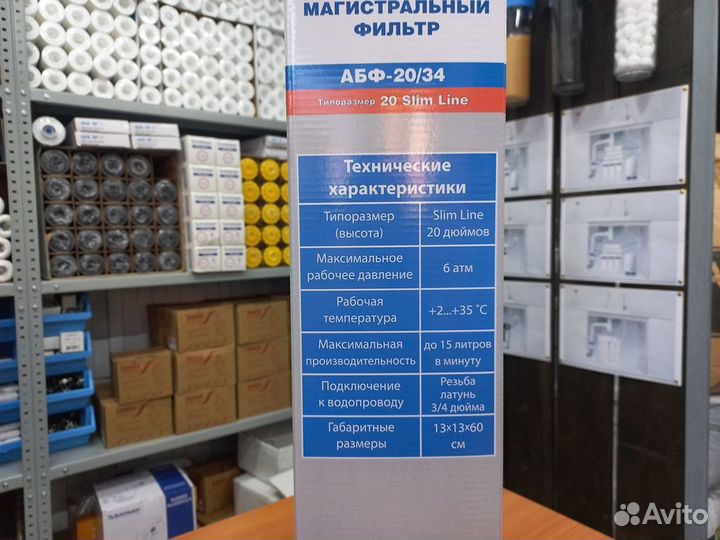 МАГИСТРАЛЬНЫЙ
ФИЛЬТР
АБФ-20/34
Типоразмер 20 Slim Line
Технические
характеристики
Типоразмер
(высота)
Slim Line
20 дюймов
Максимальное
рабочее давление
6 атм
Рабочая
температура
+2...+35 °C
Максимальная
производительность
до 15 литров
в минуту
Подключение
к водопроводу
Резьба
латунь
3/4 дюйма
Габаритные
размеры
13×13×60
см
Avito